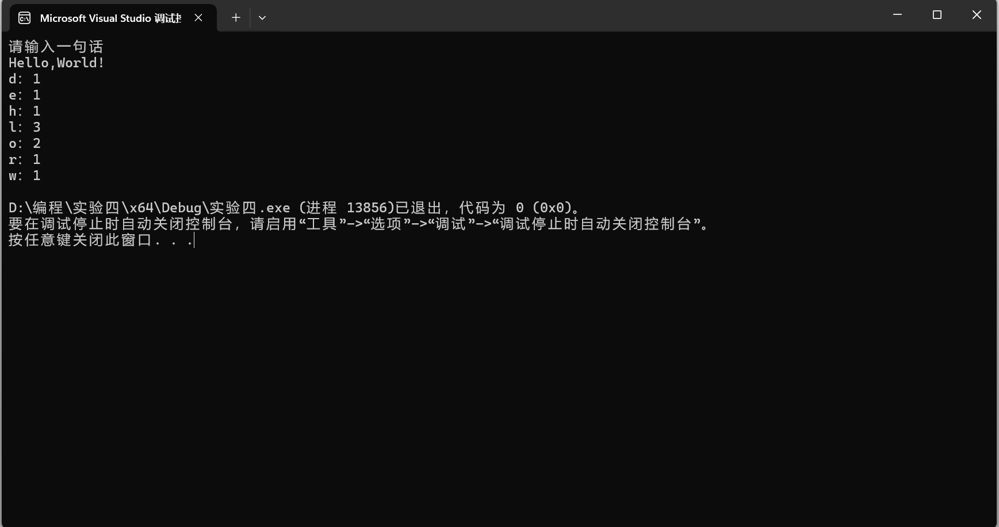 Microsoft Visual Studio 调试
请输入一句话
Hello,World!
d: 1
e: 1
h: 1
l: 3
o: 2
r: 1
w: 1
D:\编程\实验四\x64\Debug\实验四.exe (进程 13856)已退出，代码为 0 (0x0)。
要在调试停止时自动关闭控制台，请启用“工具”->“选项”->“调试”->“调试停止时自动关闭控制台”。
按任意键关闭此窗口. . .